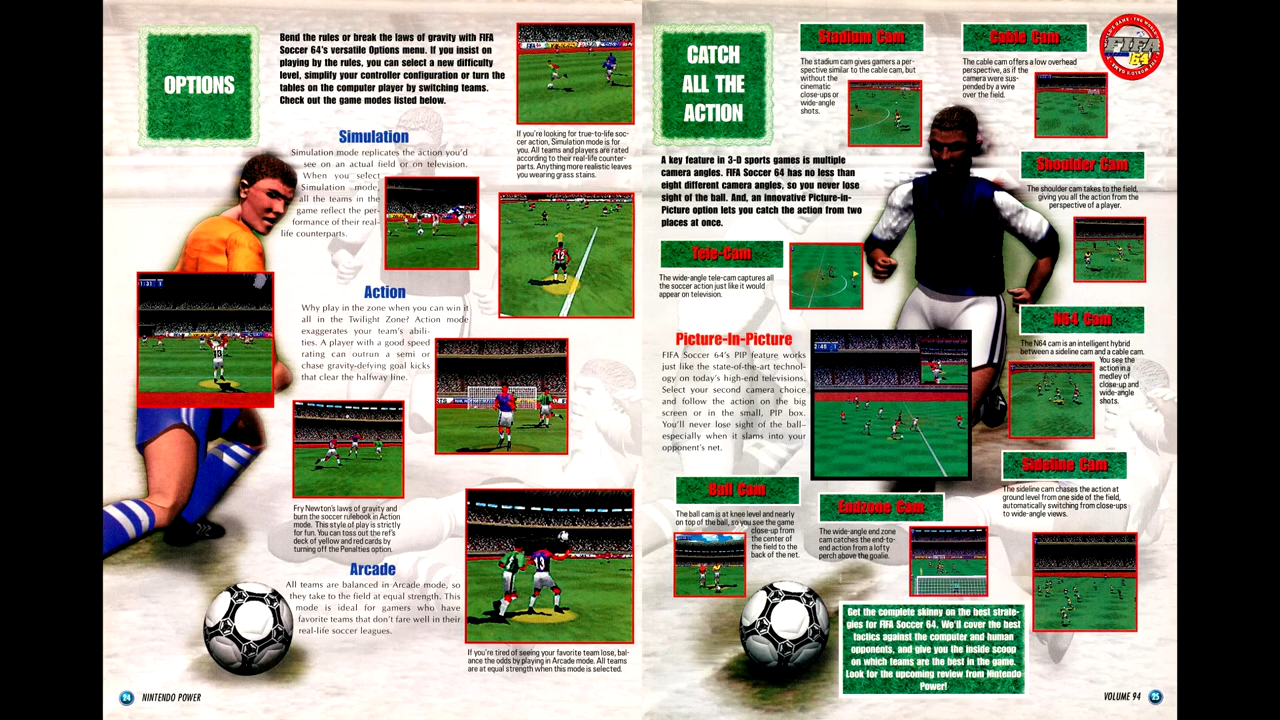 OPTIONS
Bend the rules or break the laws of gravity with FIFA
Soccer 64's versatile Options menu. If you insist on
playing by the rules, you can select a new difficulty
level, simplify your controller configuration or turn the
tables on the computer player by switching teams.
Check out the game modes listed below.
Simulation
Simulation mode replicates the action you'd
see on an actual field or on television.
When you select
Simulation mode,
all the teams in the
game reflect the per-
formance of their real-
life counterparts.
If you're looking for true-to-life soc-
cer action, Simulation mode is for
you. All teams and players are rated
according to their real-life counter-
parts. Anything more realistic leaves
you wearing grass stains.
Action
Why play in the zone when you can win it
all in the Twilight Zone? Action mode
exaggerates your team's abili-
ties. A player with a good speed
rating can outrun a semi or
chase gravity-defying goal kicks
that clear the halfway line.
Fry Newton's laws of gravity and
burn the soccer rulebook in Action
mode. This style of play is strictly
for fun. You can toss out the ref's
deck of yellow and red cards by
turning off the Penalties option.
Arcade
All teams are balanced in Arcade mode, so
they take to the field at equal strength. This
mode is ideal for gamers who have
favorite teams that don't fare well in their
real-life soccer leagues.
If you're tired of seeing your favorite team lose, bal-
ance the odds by playing in Arcade mode. All teams
are at equal strength when this mode is selected.
24 NINTENDO POWER
CATCH
ALL THE
ACTION
A key feature in 3-D sports games is multiple
camera angles. FIFA Soccer 64 has no less than
eight different camera angles, so you never lose
sight of the ball. And, an innovative Picture-in-
Picture option lets you catch the action from two
places at once.
Stadium Cam
The stadium cam gives gamers a per-
spective similar to the cable cam, but
without the
cinematic
close-ups or
wide-angle
shots.
Cable Cam
The cable cam offers a low overhead
perspective, as if the
camera were sus-
pended by a wire
over the field.
FIFA
64
Shoulder Cam
The shoulder cam takes to the field,
giving you all the action from the
perspective of a player.
Tele-Cam
The wide-angle tele-cam captures all
the soccer action just like it would
appear on television.
N64 Cam
The N64 cam is an intelligent hybrid
between a sideline cam and a cable cam.
You see the
action in a
medley of
close-up and
wide-angle
shots.
Picture-In-Picture
FIFA Soccer 64's PIP feature works
just like the state-of-the-art technol-
ogy on today's high-end televisions.
Select your second camera choice
and follow the action on the big
screen or in the small, PIP box.
You'll never lose sight of the ball–
especially when it slams into your
opponent's net.
Sideline Cam
The sideline cam chases the action at
ground level from one side of the field,
automatically switching from close-ups
to wide-angle views.
Ball Cam
The ball cam is at knee level and nearly
on top of the ball, so you see the game
close-up from
the center of
the field to the
back of the net.
Endzone Cam
The wide-angle end zone
cam catches the end-to-
end action from a lofty
perch above the goalie.
Get the complete skinny on the best strate-
gies for FIFA Soccer 64. We'll cover the best
tactics against the computer and human
opponents, and give you the inside scoop
on which teams are the best in the game.
Look for the upcoming review from Nintendo
Power!
VOLUME 94 25